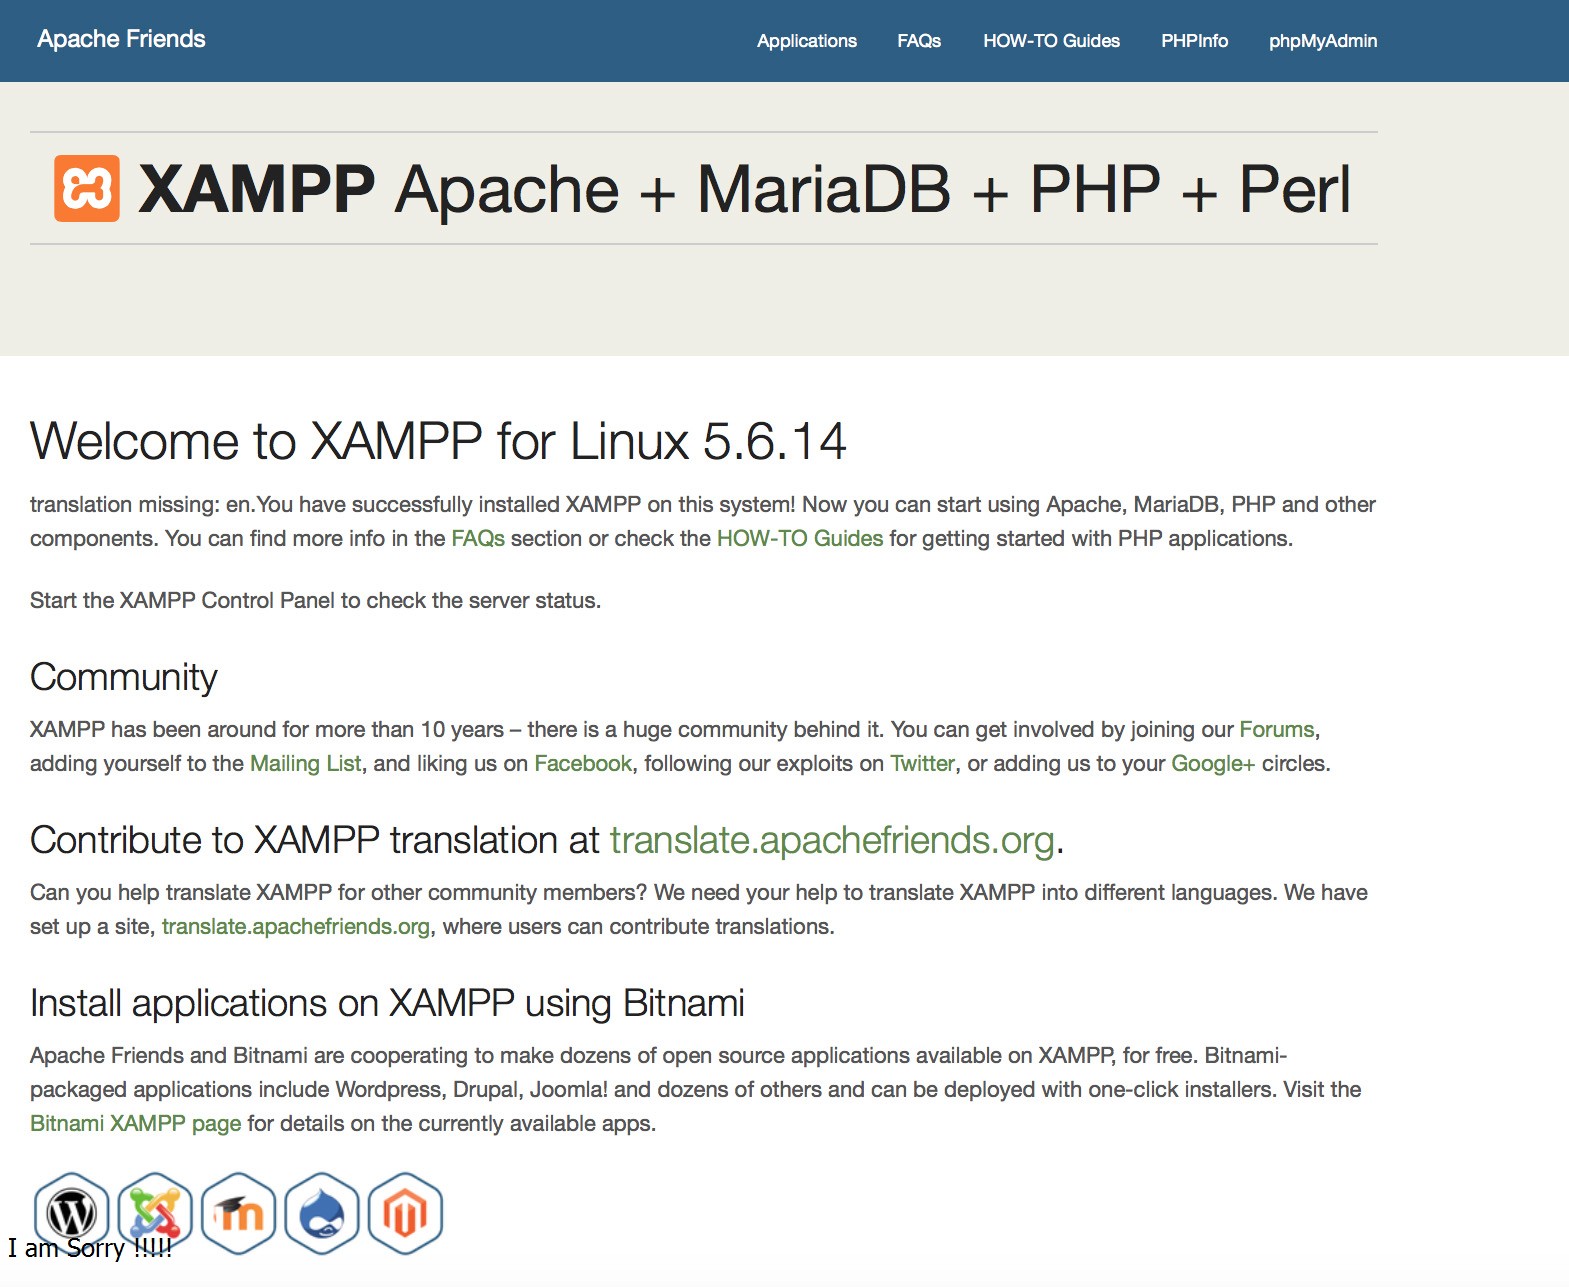 Apache Friends
Applications FAQs HOW-TO Guides PHPInfo phpMyAdmin
XAMPP Apache + MariaDB + PHP + Perl
Welcome to XAMPP for Linux 5.6.14
translation missing: en.You have successfully installed XAMPP on this system! Now you can start using Apache, MariaDB, PHP and other
components. You can find more info in the FAQs section or check the HOW-TO Guides for getting started with PHP applications.
Start the XAMPP Control Panel to check the server status.
Community
XAMPP has been around for more than 10 years – there is a huge community behind it. You can get involved by joining our Forums,
adding yourself to the Mailing List, and liking us on Facebook, following our exploits on Twitter, or adding us to your Google+ circles.
Contribute to XAMPP translation at translate.apachefriends.org.
Can you help translate XAMPP for other community members? We need your help to translate XAMPP into different languages. We have
set up a site, translate.apachefriends.org, where users can contribute translations.
Install applications on XAMPP using Bitnami
Apache Friends and Bitnami are cooperating to make dozens of open source applications available on XAMPP, for free. Bitnami-
packaged applications include Wordpress, Drupal, Joomla! and dozens of others and can be deployed with one-click installers. Visit the
Bitnami XAMPP page for details on the currently available apps.
I am Sorry !!!!!